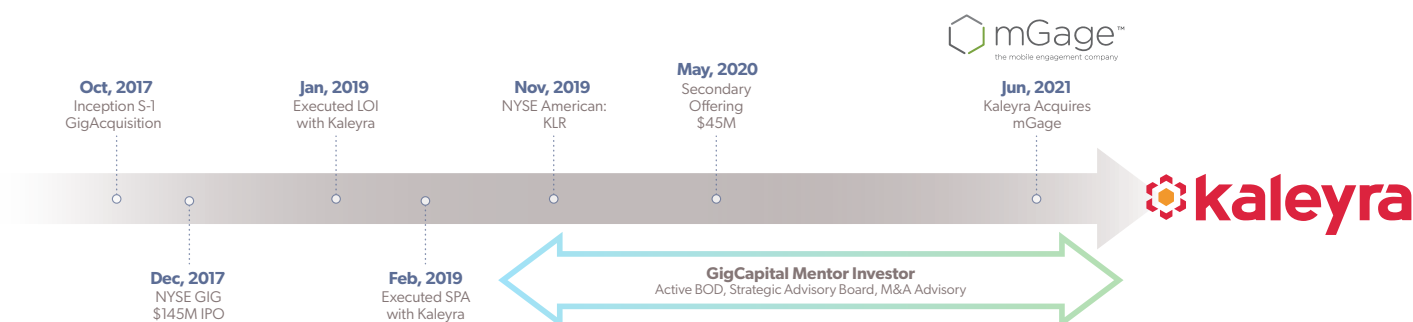 mGage™
the mobile engagement company
Oct, 2017
Inception S-1
GigAcquisition
Jan, 2019
Executed LOI
with Kaleyra
Nov, 2019
NYSE American:
KLR
May, 2020
Secondary
Offering
$45M
Jun, 2021
Kaleyra Acquires
mGage
kaleyra
Dec, 2017
NYSE GIG
$145M IPO
Feb, 2019
Executed SPA
with Kaleyra
GigCapital Mentor Investor
Active BOD, Strategic Advisory Board, M&A Advisory